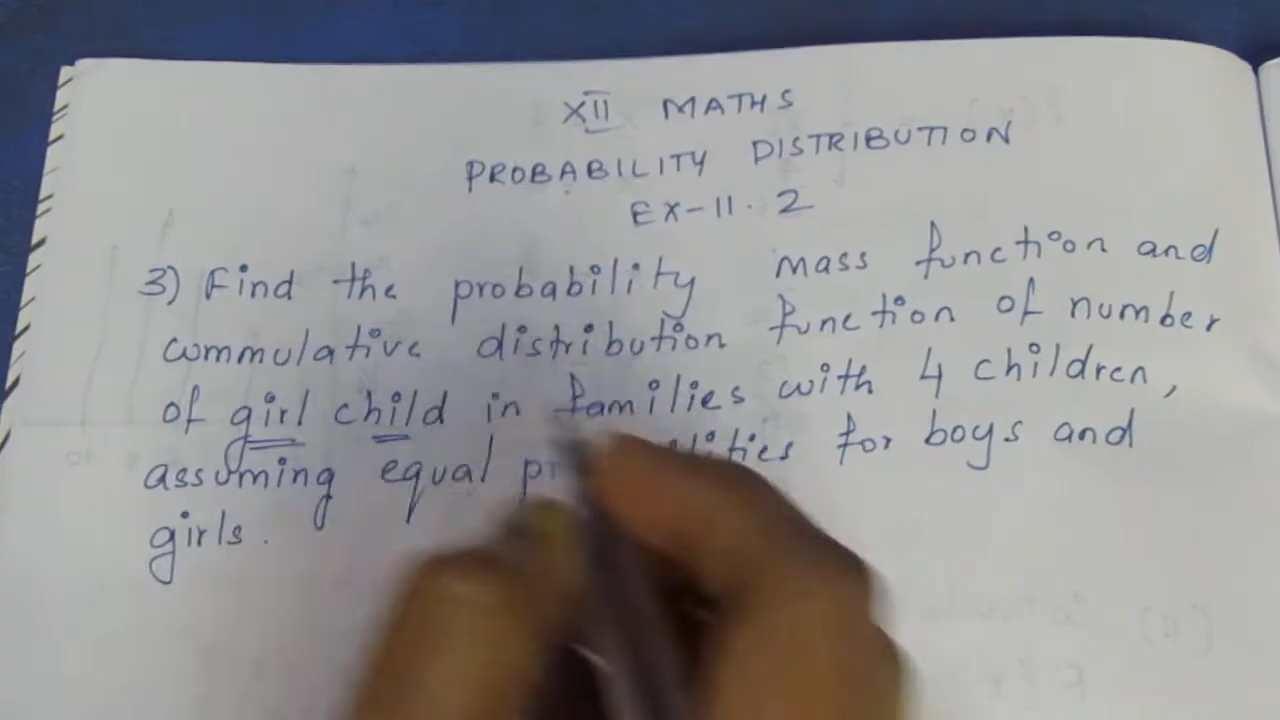 XII MATHS
PROBABILITY DISTRIBUTION
EX-11.2
3) Find the probability mass function and
commulative distribution function of number
of girl child in families with 4 children,
assuming equal for boys and
girls.